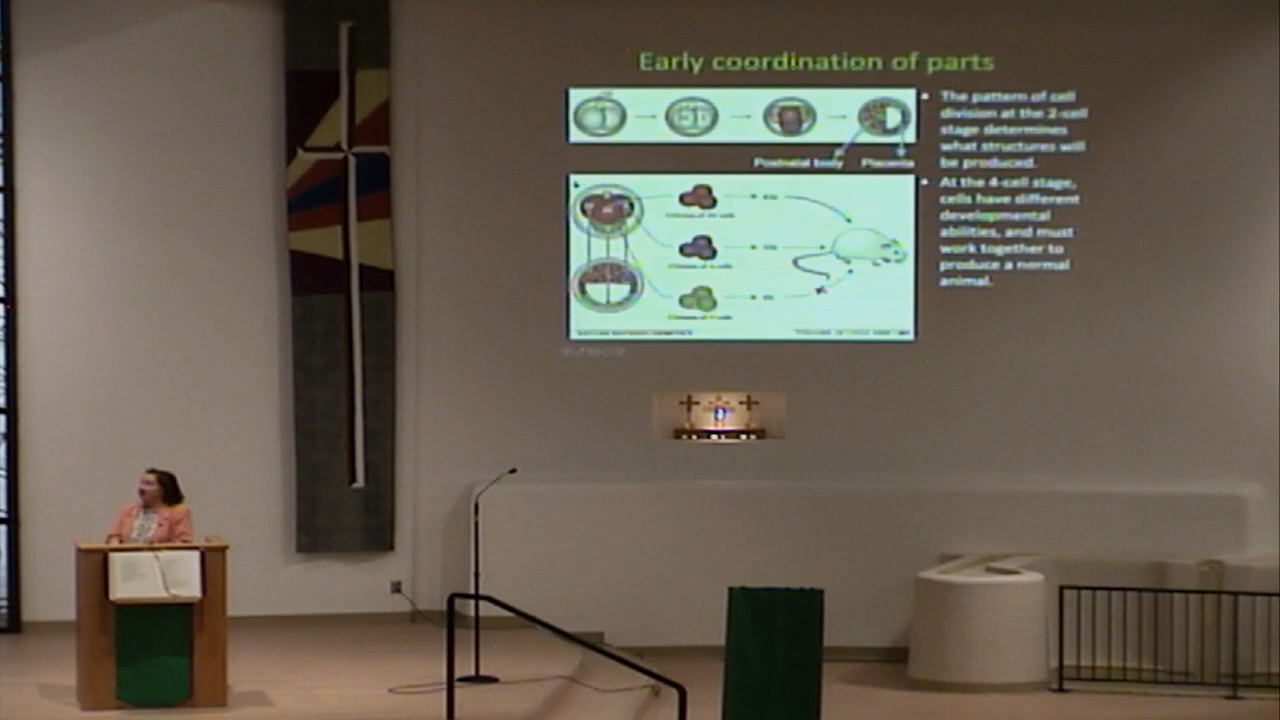 Early coordination of parts
The pattern of cell
division at the 2-cell
stage determines
what structures will
be produced.
Postnatal body Placenta
At the 4-cell stage,
cells have different
developmental
abilities, and must
work together to
produce a normal
animal.